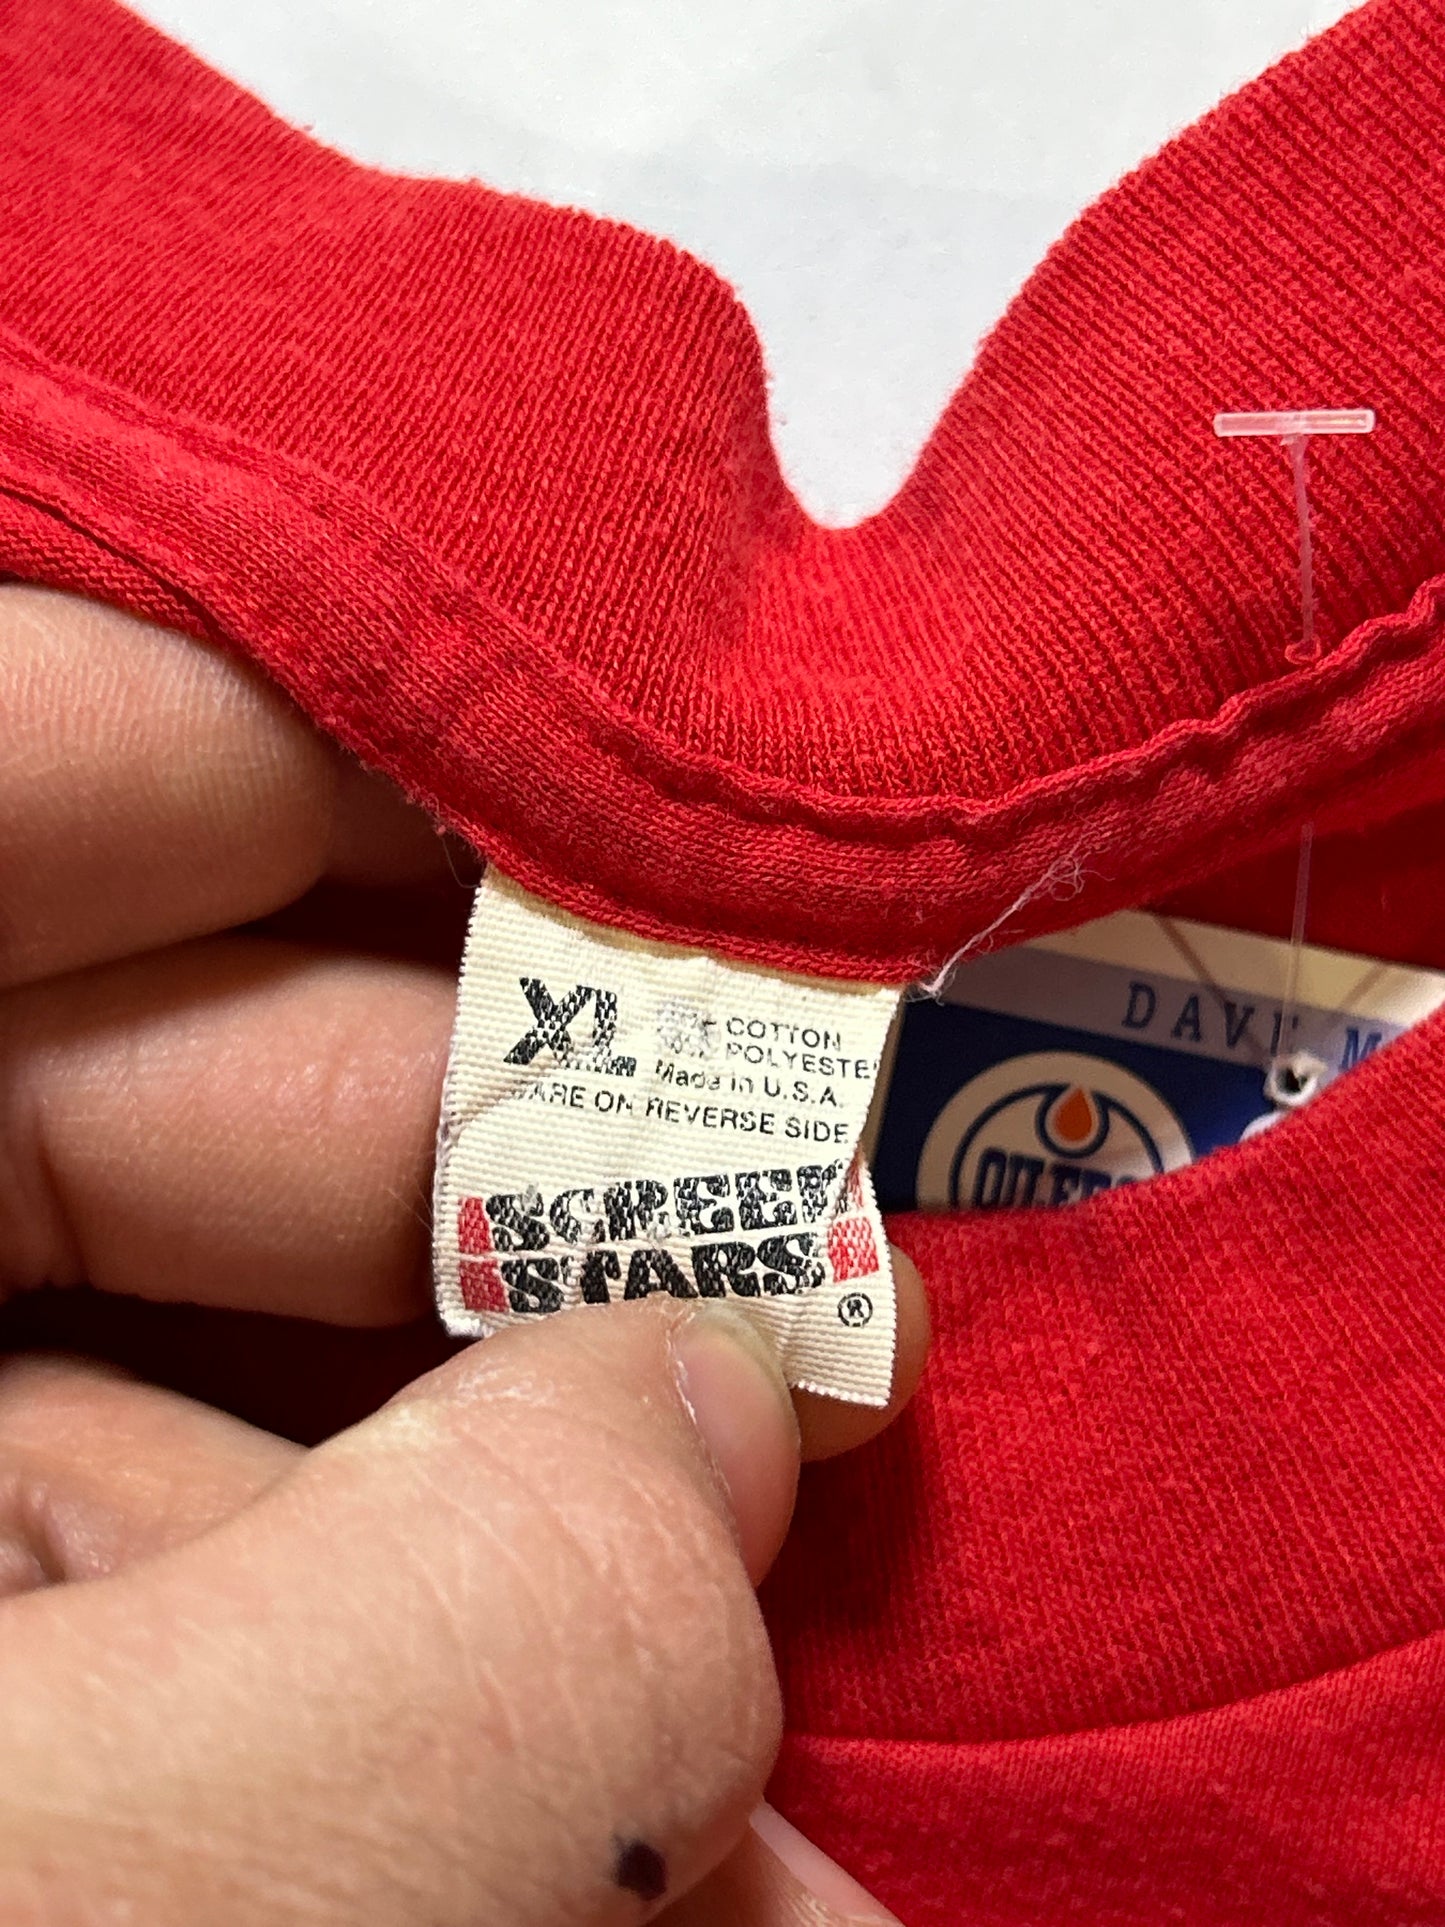 XL
COTTON
POLYESTE
Made in U.S.A.
CARE ON REVERSE SIDE
SCREEN
STARS
®
DAVE M
OILERS